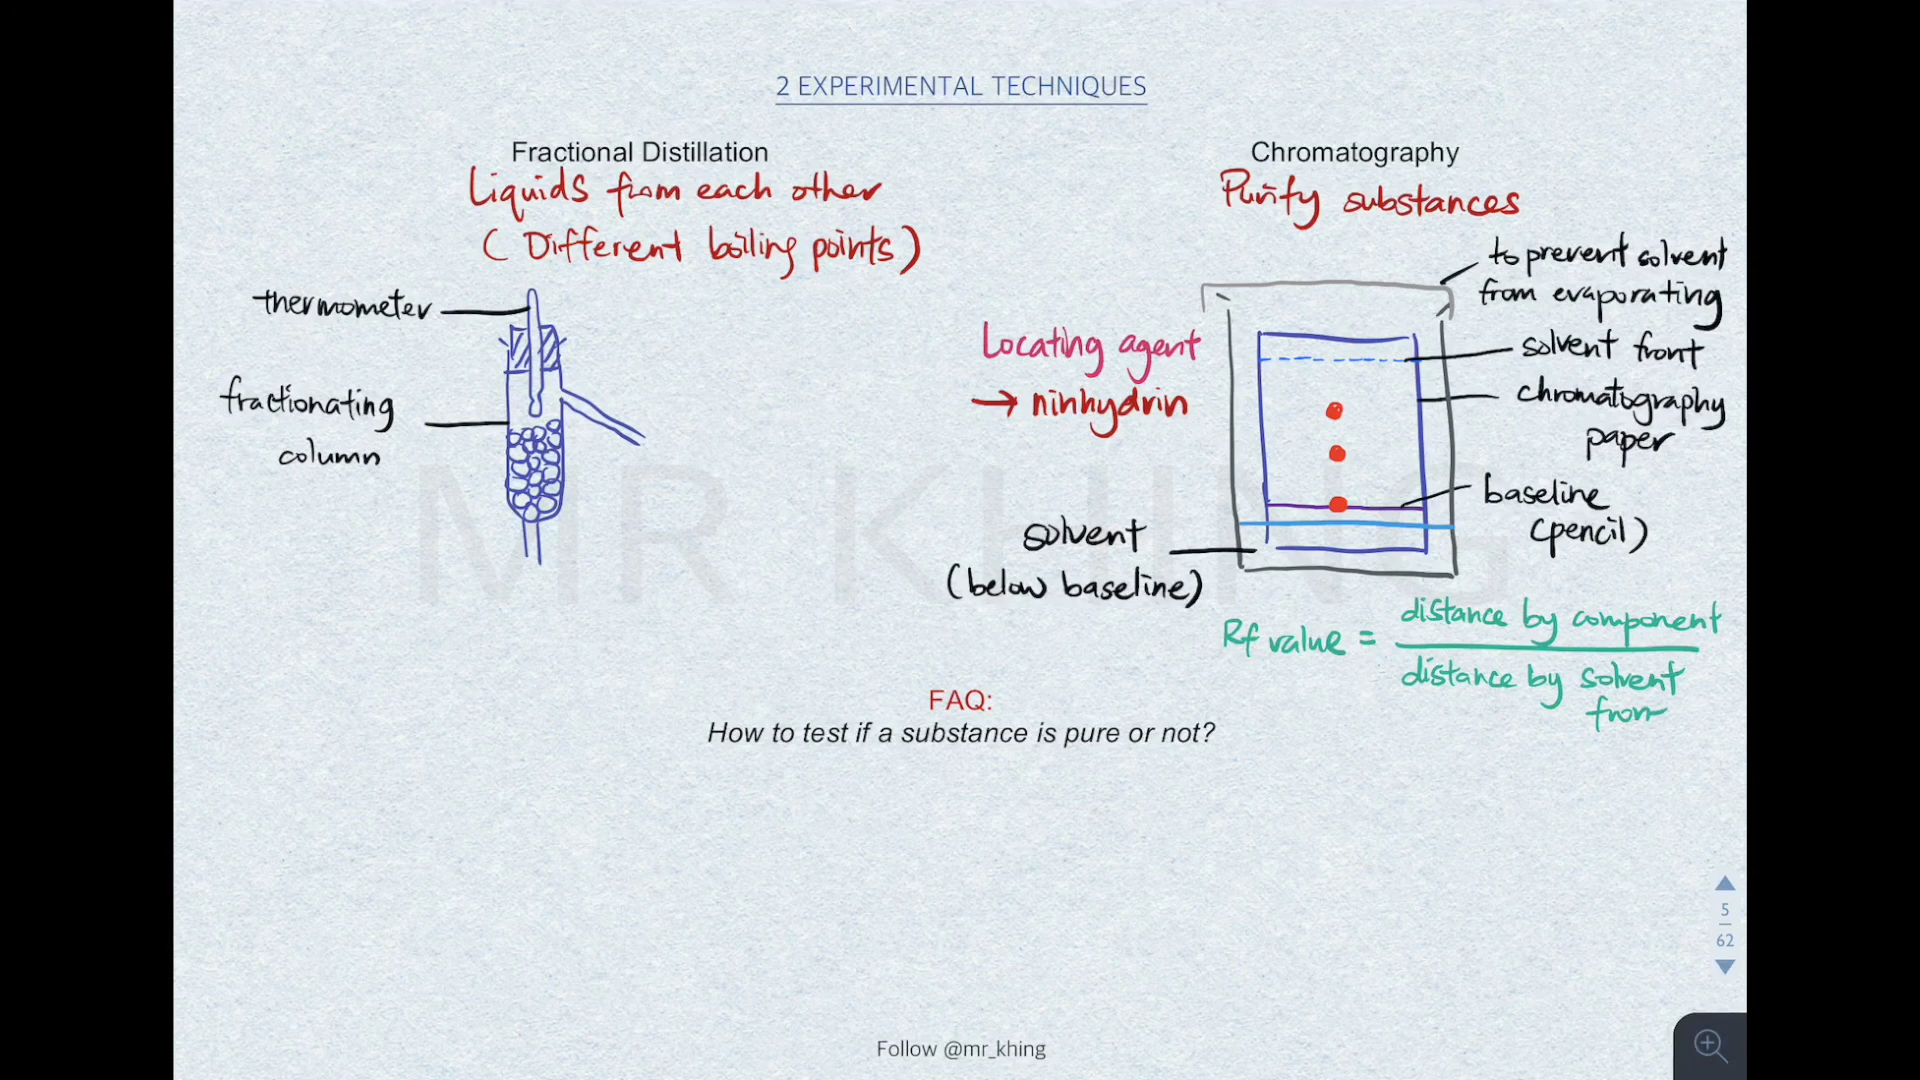 2 EXPERIMENTAL TECHNIQUES
Fractional Distillation
Liquids from each other
(Different boiling points)
thermometer
fractionating
column
Chromatography
Purify substances
to prevent solvent
from evaporating
Locating agent
→ ninhydrin
solvent front
chromatography
paper
baseline
(pencil)
solvent
(below baseline)
Rf value = distance by component
distance by solvent
front
MR KHING
FAQ:
How to test if a substance is pure or not?
5
62
Follow @mr_khing